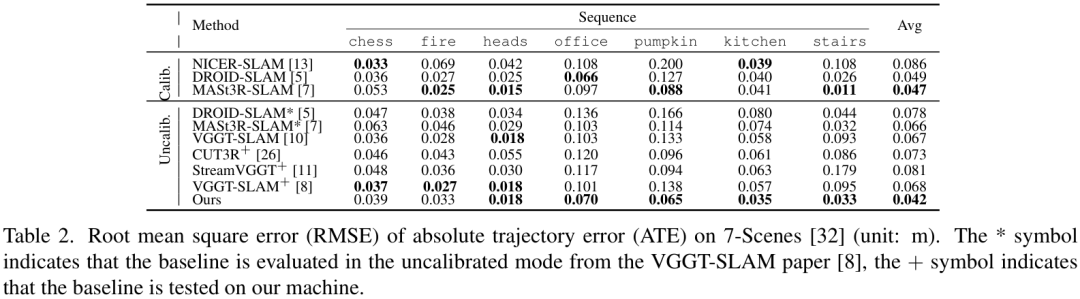 Method Sequence Avg
chess fire heads office pumpkin kitchen stairs
Calib.
NICER-SLAM [13] 0.033 0.069 0.042 0.108 0.200 0.039 0.108 0.086
DROID-SLAM [5] 0.036 0.027 0.025 0.066 0.127 0.040 0.026 0.049
MASt3R-SLAM [7] 0.053 0.025 0.015 0.097 0.088 0.041 0.011 0.047
Uncalib.
DROID-SLAM* [5] 0.047 0.038 0.034 0.136 0.166 0.080 0.044 0.078
MASt3R-SLAM* [7] 0.063 0.046 0.029 0.103 0.114 0.074 0.032 0.066
VGGT-SLAM [10] 0.036 0.028 0.018 0.103 0.133 0.058 0.093 0.067
CUT3R+ [26] 0.046 0.043 0.055 0.120 0.096 0.061 0.086 0.073
StreamVGGT+ [11] 0.048 0.036 0.030 0.117 0.094 0.063 0.179 0.081
VGGT-SLAM+ [8] 0.037 0.027 0.018 0.101 0.138 0.057 0.095 0.068
Ours 0.039 0.033 0.018 0.070 0.065 0.035 0.033 0.042
Table 2. Root mean square error (RMSE) of absolute trajectory error (ATE) on 7-Scenes [32] (unit: m). The * symbol
indicates that the baseline is evaluated in the uncalibrated mode from the VGGT-SLAM paper [8], the + symbol indicates
that the baseline is tested on our machine.